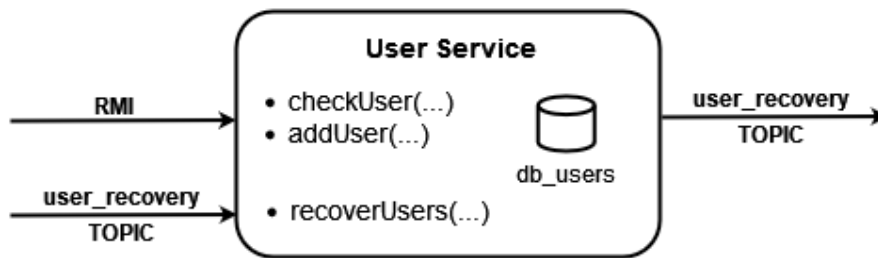 User Service
RMI
• checkUser(...)
• addUser(...)
db_users
user_recovery
TOPIC
• recoverUsers(...)
user_recovery
TOPIC